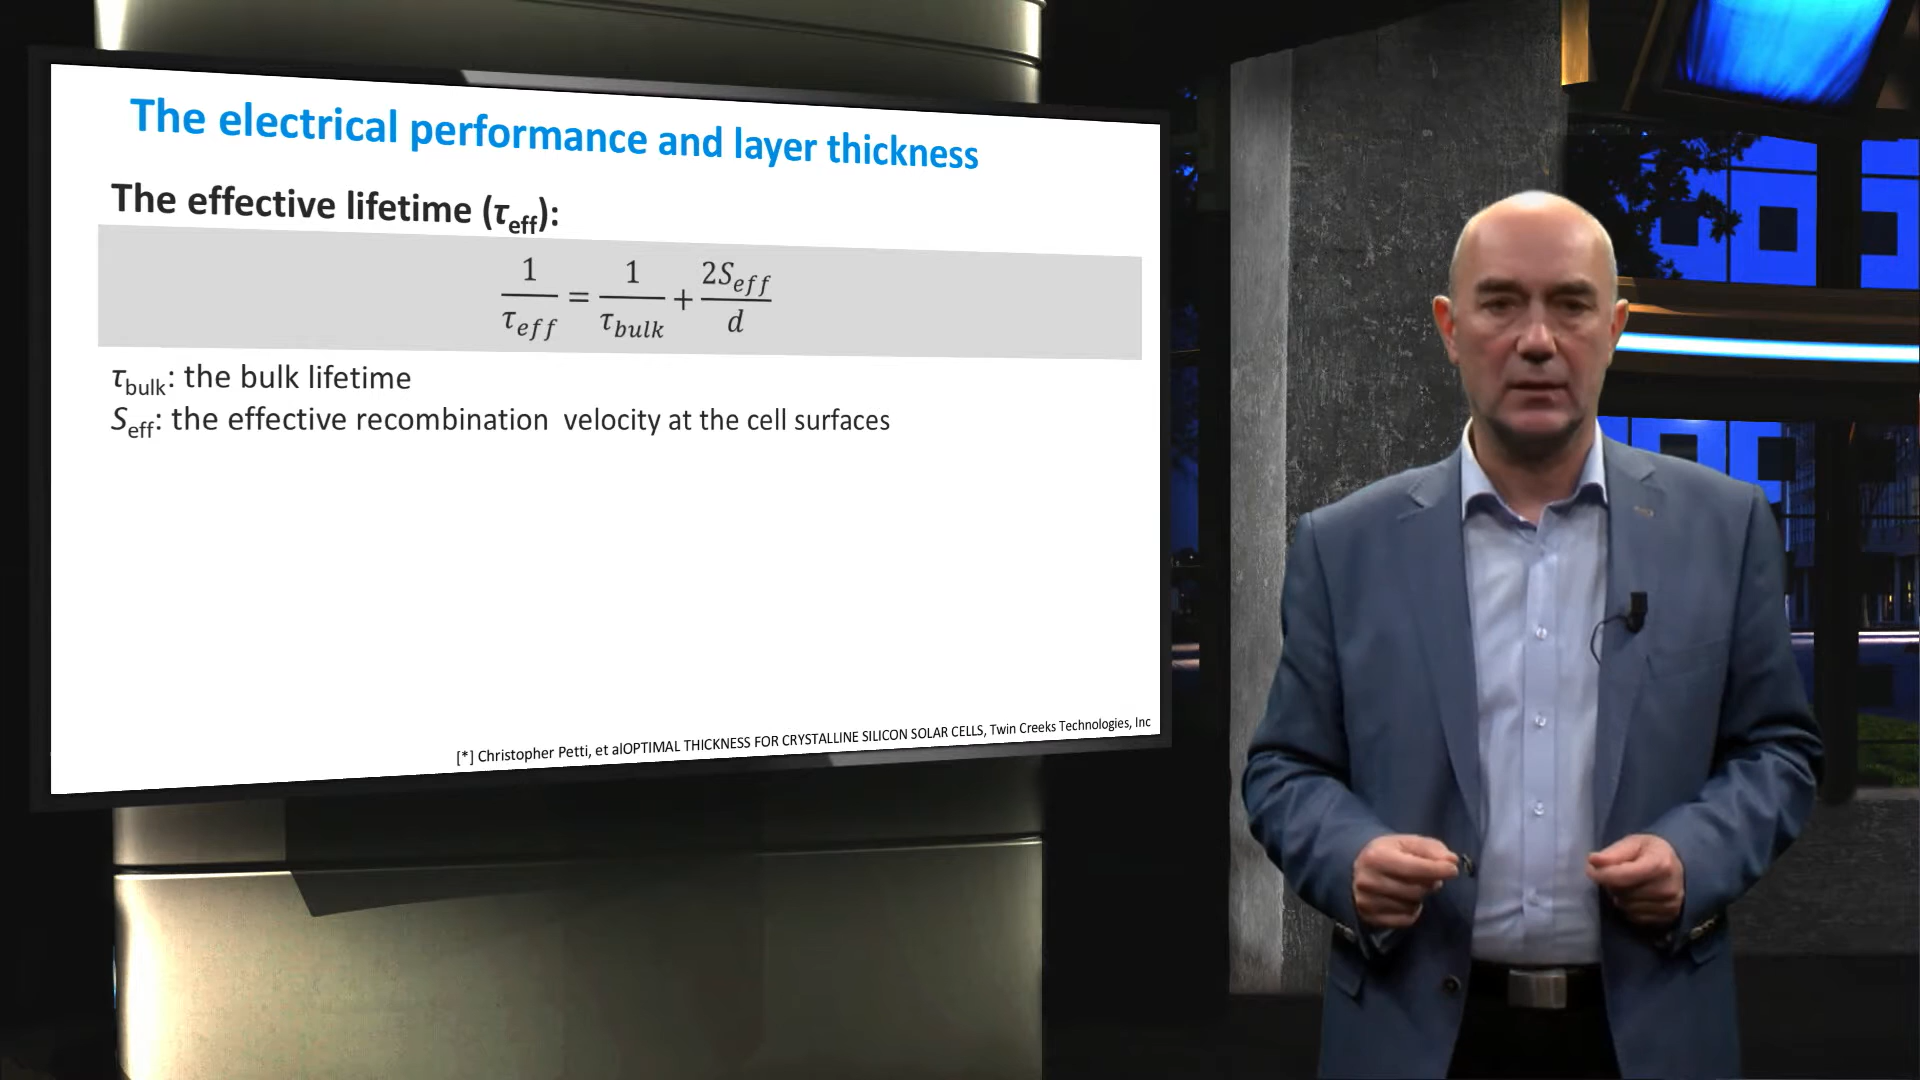 The electrical performance and layer thickness
The effective lifetime (τeff):
1/τeff = 1/τbulk + 2Seff/d
τbulk: the bulk lifetime
Seff: the effective recombination velocity at the cell surfaces
[*] Christopher Petti, et alOPTIMAL THICKNESS FOR CRYSTALLINE SILICON SOLAR CELLS, Twin Creeks Technologies, Inc